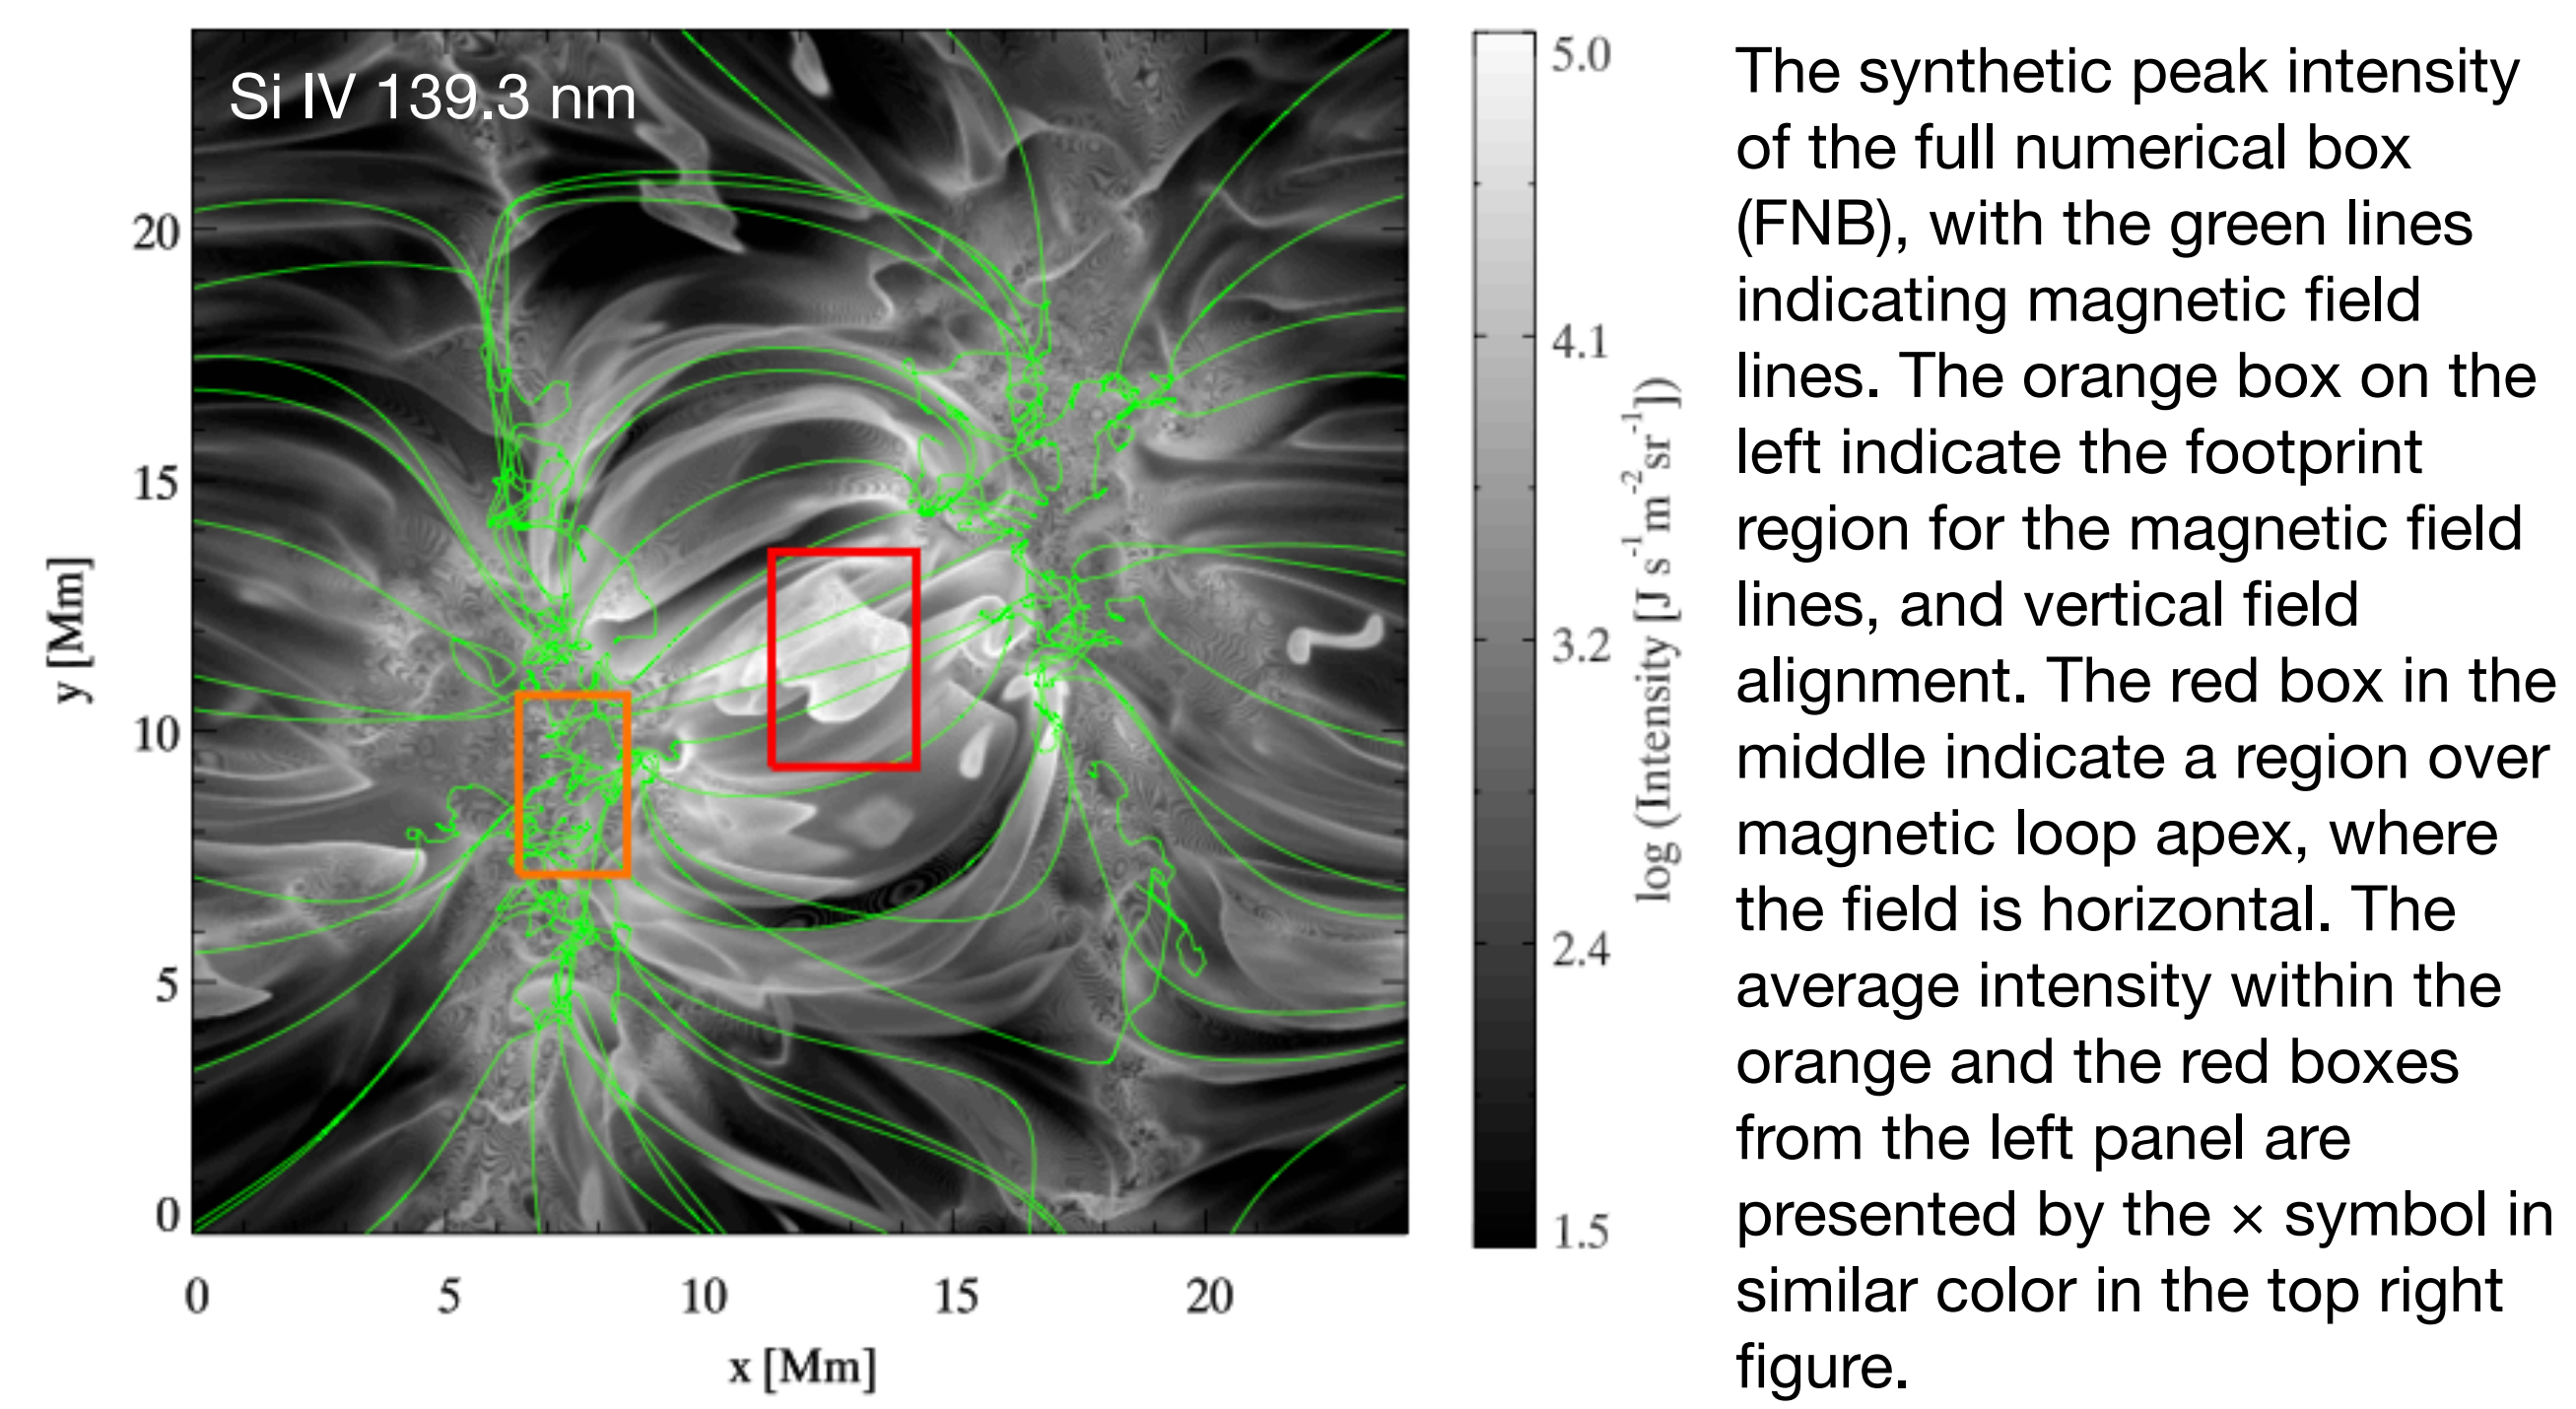 Si IV 139.3 nm
20
15
10
5
0
y [Mm]
0 5 10 15 20
x [Mm]
5.0
4.1
3.2
2.4
1.5
log (Intensity [J s⁻¹m⁻²sr⁻¹])
The synthetic peak intensity
of the full numerical box
(FNB), with the green lines
indicating magnetic field
lines. The orange box on the
left indicate the footprint
region for the magnetic field
lines, and vertical field
alignment. The red box in the
middle indicate a region over
magnetic loop apex, where
the field is horizontal. The
average intensity within the
orange and the red boxes
from the left panel are
presented by the × symbol in
similar color in the top right
figure.